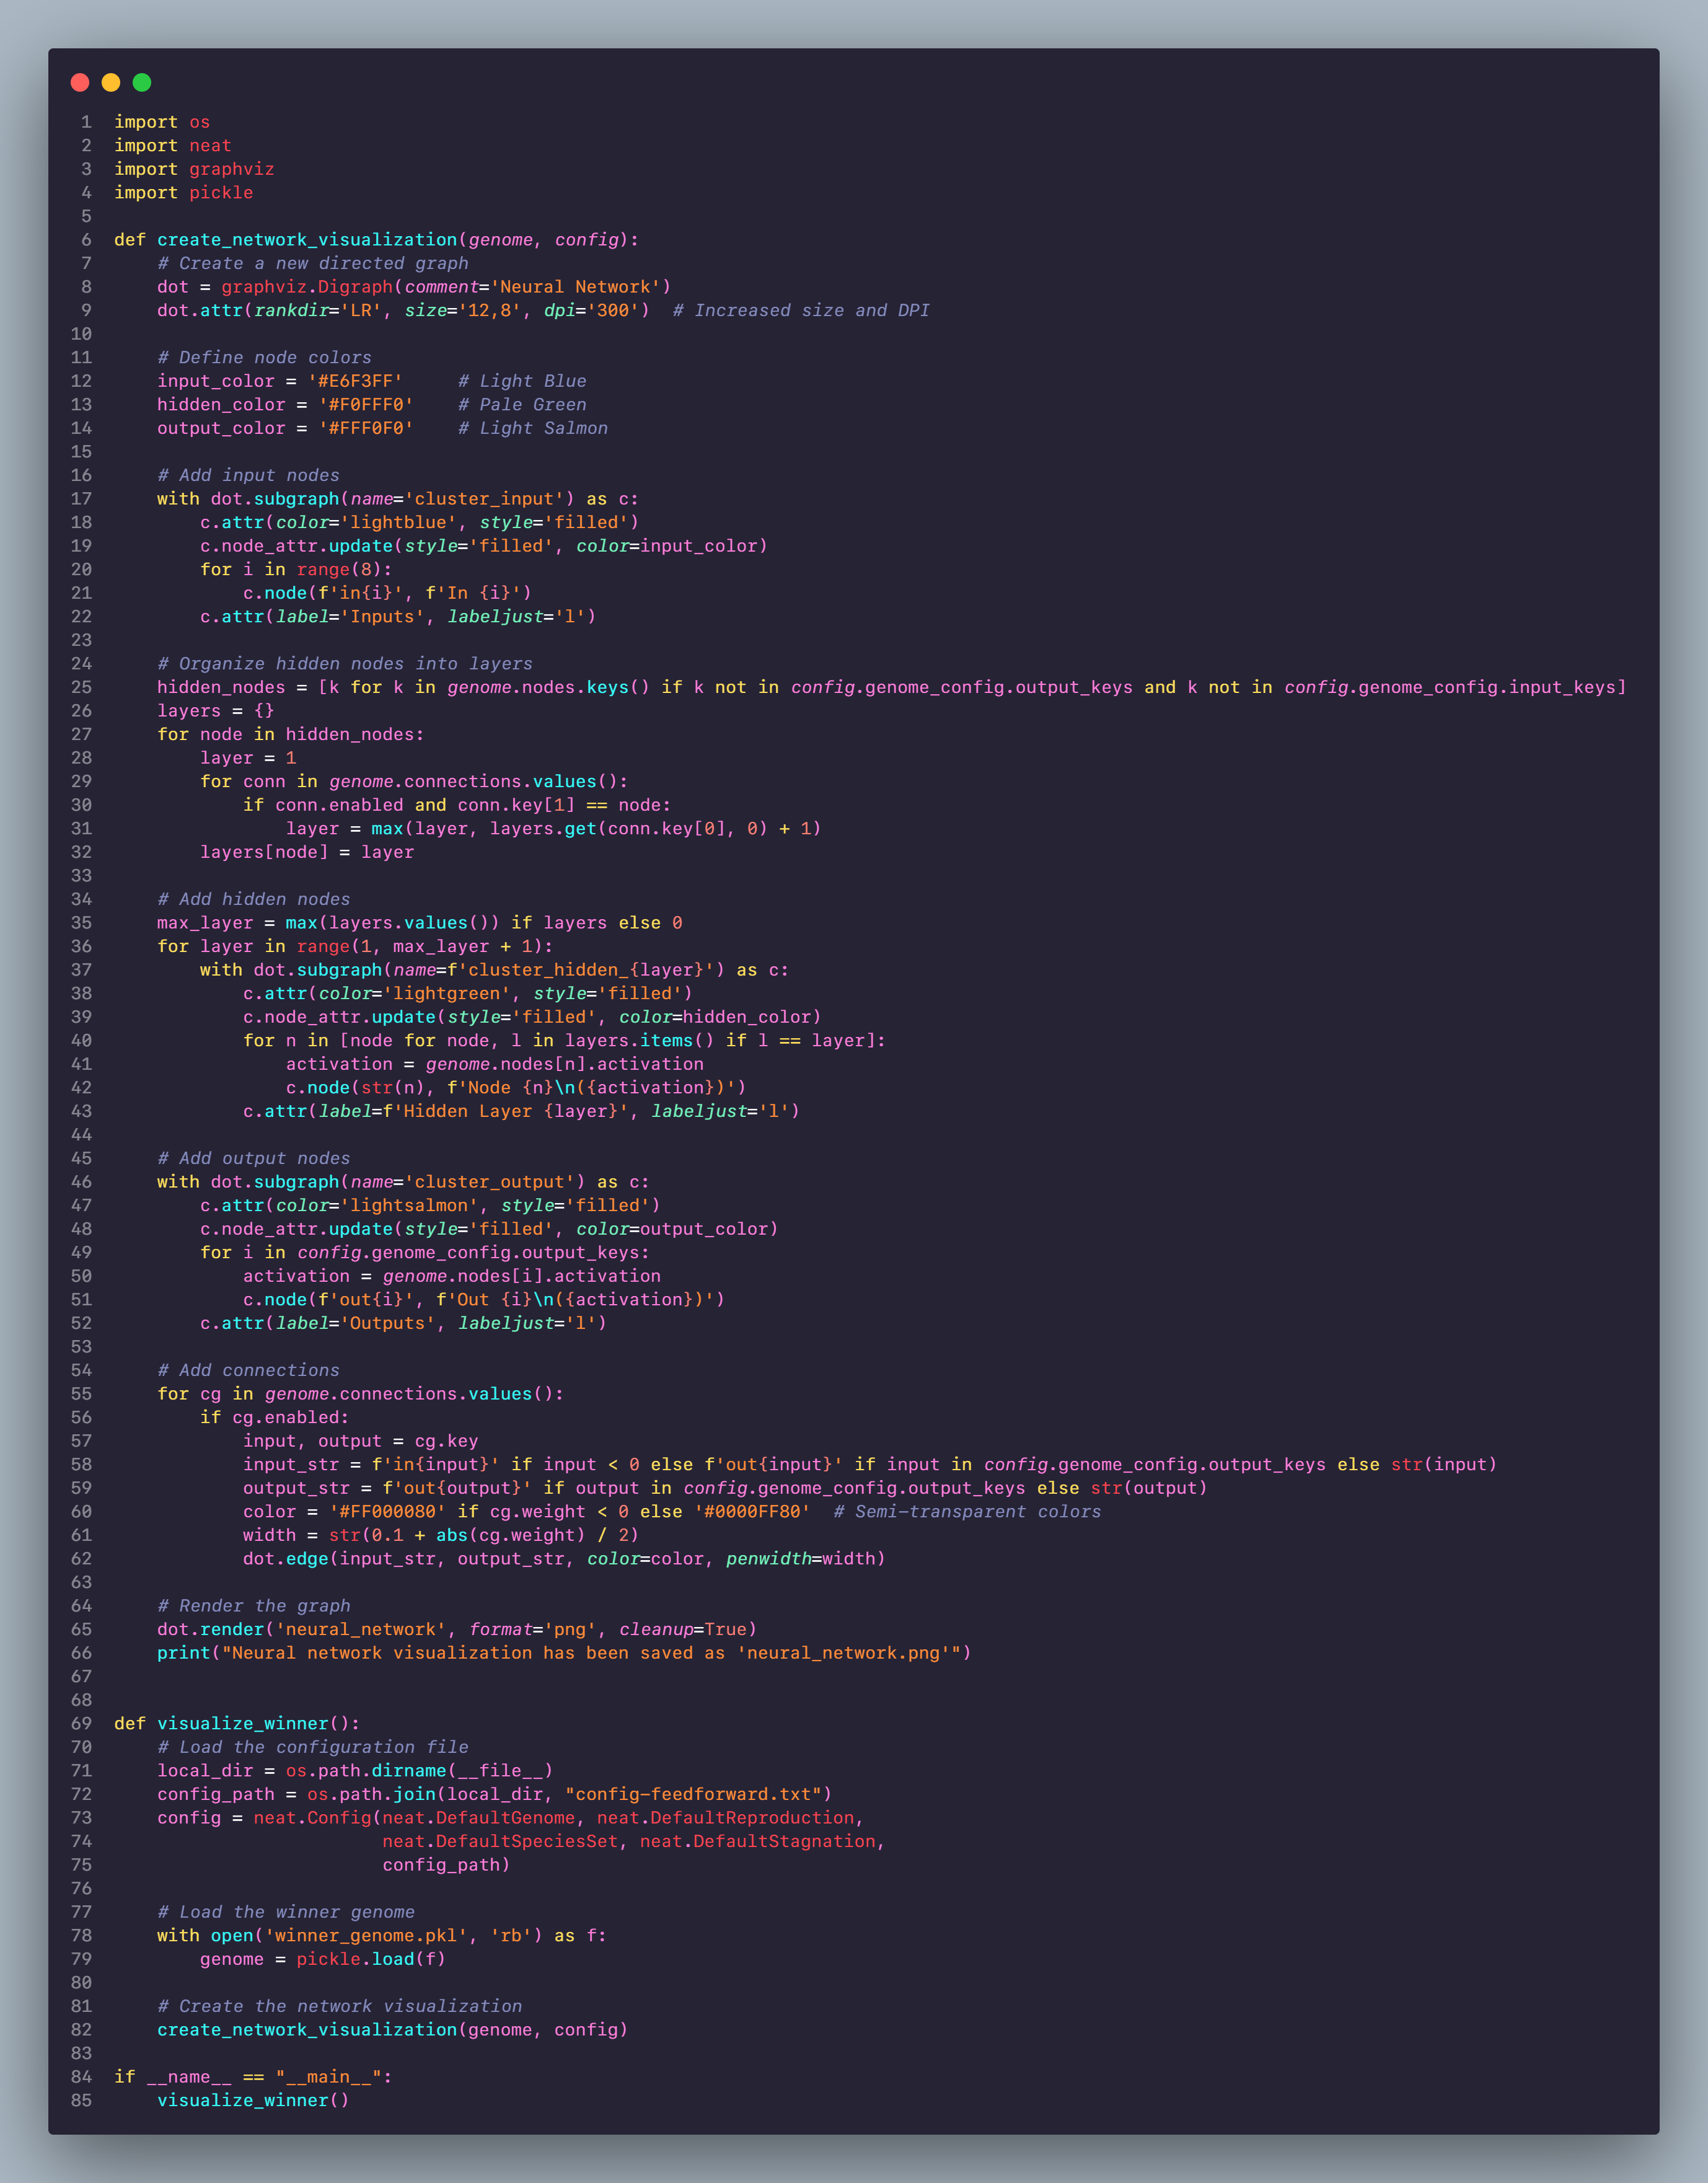 1 import os
2 import neat
3 import graphviz
4 import pickle
5
6 def create_network_visualization(genome, config):
7     # Create a new directed graph
8     dot = graphviz.Digraph(comment='Neural Network')
9     dot.attr(rankdir='LR', size='12,8', dpi='300')  # Increased size and DPI
10
11     # Define node colors
12     input_color = '#E6F3FF'     # Light Blue
13     hidden_color = '#F0FFF0'    # Pale Green
14     output_color = '#FFF0F0'    # Light Salmon
15
16     # Add input nodes
17     with dot.subgraph(name='cluster_input') as c:
18         c.attr(color='lightblue', style='filled')
19         c.node_attr.update(style='filled', color=input_color)
20         for i in range(8):
21             c.node(f'in{i}', f'In {i}')
22         c.attr(label='Inputs', labeljust='l')
23
24     # Organize hidden nodes into layers
25     hidden_nodes = [k for k in genome.nodes.keys() if k not in config.genome_config.output_keys and k not in config.genome_config.input_keys]
26     layers = {}
27     for node in hidden_nodes:
28         layer = 1
29         for conn in genome.connections.values():
30             if conn.enabled and conn.key[1] == node:
31                 layer = max(layer, layers.get(conn.key[0], 0) + 1)
32         layers[node] = layer
33
34     # Add hidden nodes
35     max_layer = max(layers.values()) if layers else 0
36     for layer in range(1, max_layer + 1):
37         with dot.subgraph(name=f'cluster_hidden_{layer}') as c:
38             c.attr(color='lightgreen', style='filled')
39             c.node_attr.update(style='filled', color=hidden_color)
40             for n in [node for node, l in layers.items() if l == layer]:
41                 activation = genome.nodes[n].activation
42                 c.node(str(n), f'Node {n}\n({activation})')
43             c.attr(label=f'Hidden Layer {layer}', labeljust='l')
44
45     # Add output nodes
46     with dot.subgraph(name='cluster_output') as c:
47         c.attr(color='lightsalmon', style='filled')
48         c.node_attr.update(style='filled', color=output_color)
49         for i in config.genome_config.output_keys:
50             activation = genome.nodes[i].activation
51             c.node(f'out{i}', f'Out {i}\n({activation})')
52         c.attr(label='Outputs', labeljust='l')
53
54     # Add connections
55     for cg in genome.connections.values():
56         if cg.enabled:
57             input, output = cg.key
58             input_str = f'in{input}' if input < 0 else f'out{input}' if input in config.genome_config.output_keys else str(input)
59             output_str = f'out{output}' if output in config.genome_config.output_keys else str(output)
60             color = '#FF000080' if cg.weight < 0 else '#0000FF80'  # Semi-transparent colors
61             width = str(0.1 + abs(cg.weight) / 2)
62             dot.edge(input_str, output_str, color=color, penwidth=width)
63
64     # Render the graph
65     dot.render('neural_network', format='png', cleanup=True)
66     print("Neural network visualization has been saved as 'neural_network.png'")
67
68
69 def visualize_winner():
70     # Load the configuration file
71     local_dir = os.path.dirname(__file__)
72     config_path = os.path.join(local_dir, "config-feedforward.txt")
73     config = neat.Config(neat.DefaultGenome, neat.DefaultReproduction,
74                          neat.DefaultSpeciesSet, neat.DefaultStagnation,
75                          config_path)
76
77     # Load the winner genome
78     with open('winner_genome.pkl', 'rb') as f:
79         genome = pickle.load(f)
80
81     # Create the network visualization
82     create_network_visualization(genome, config)
83
84 if __name__ == "__main__":
85     visualize_winner()